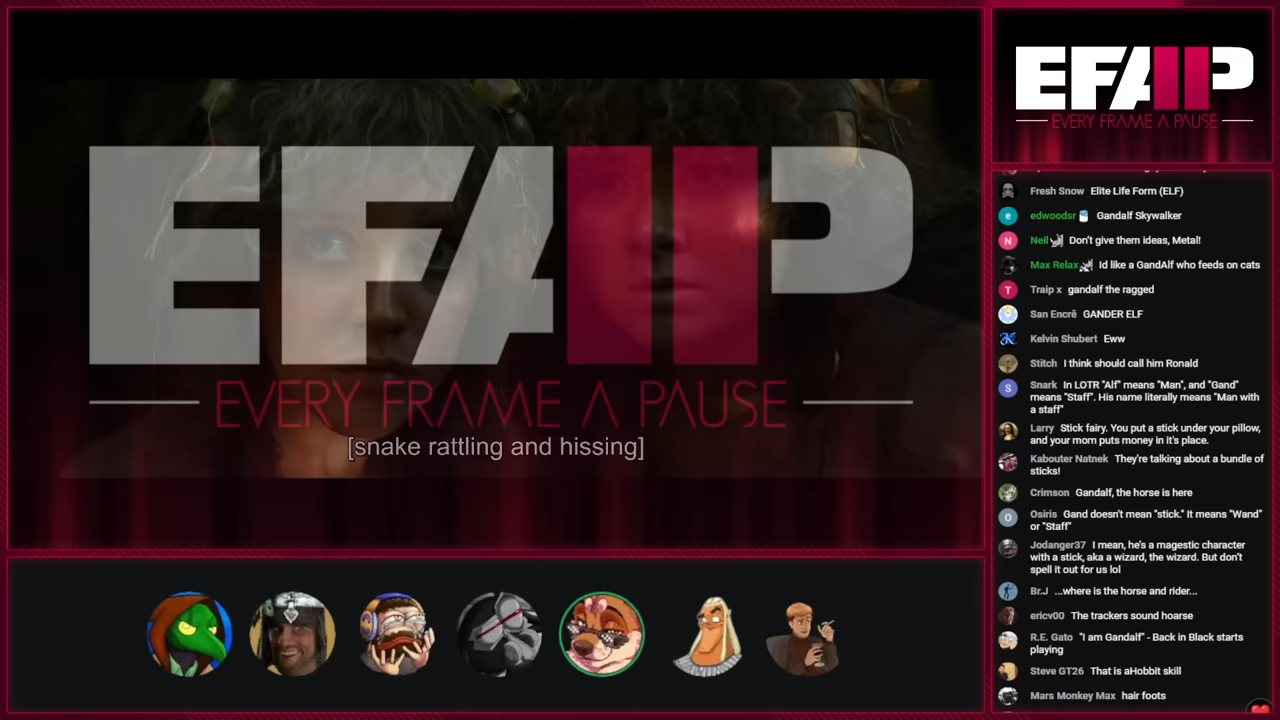 EFAP
EVERY FRAME A PAUSE
[snake rattling and hissing]
EFAP
EVERY FRAME A PAUSE
Fresh Snow Elite Life Form (ELF)
edwoodsr Gandalf Skywalker
Neil Don't give them ideas, Metal!
Max Relax Id like a GandAlf who feeds on cats
Traip x gandalf the ragged
San Encrê GANDER ELF
Kelvin Shubert Eww
Stitch I think should call him Ronald
Snark In LOTR "Alf" means "Man", and "Gand"
means "Staff". His name literally means "Man with
a staff"
Larry Stick fairy. You put a stick under your pillow,
and your mom puts money in it's place.
Kabouter Natnek They're talking about a bundle of
sticks!
Crimson Gandalf, the horse is here
Osiris Gand doesn't mean "stick." It means "Wand"
or "Staff"
Jodanger37 I mean, he's a magestic character
with a stick, aka a wizard, the wizard. But don't
spell it out for us lol
Br.J ...where is the horse and rider...
ericv00 The trackers sound hoarse
R.E. Gato "I am Gandalf" - Back in Black starts
playing
Steve GT26 That is aHobbit skill
Mars Monkey Max hair foots